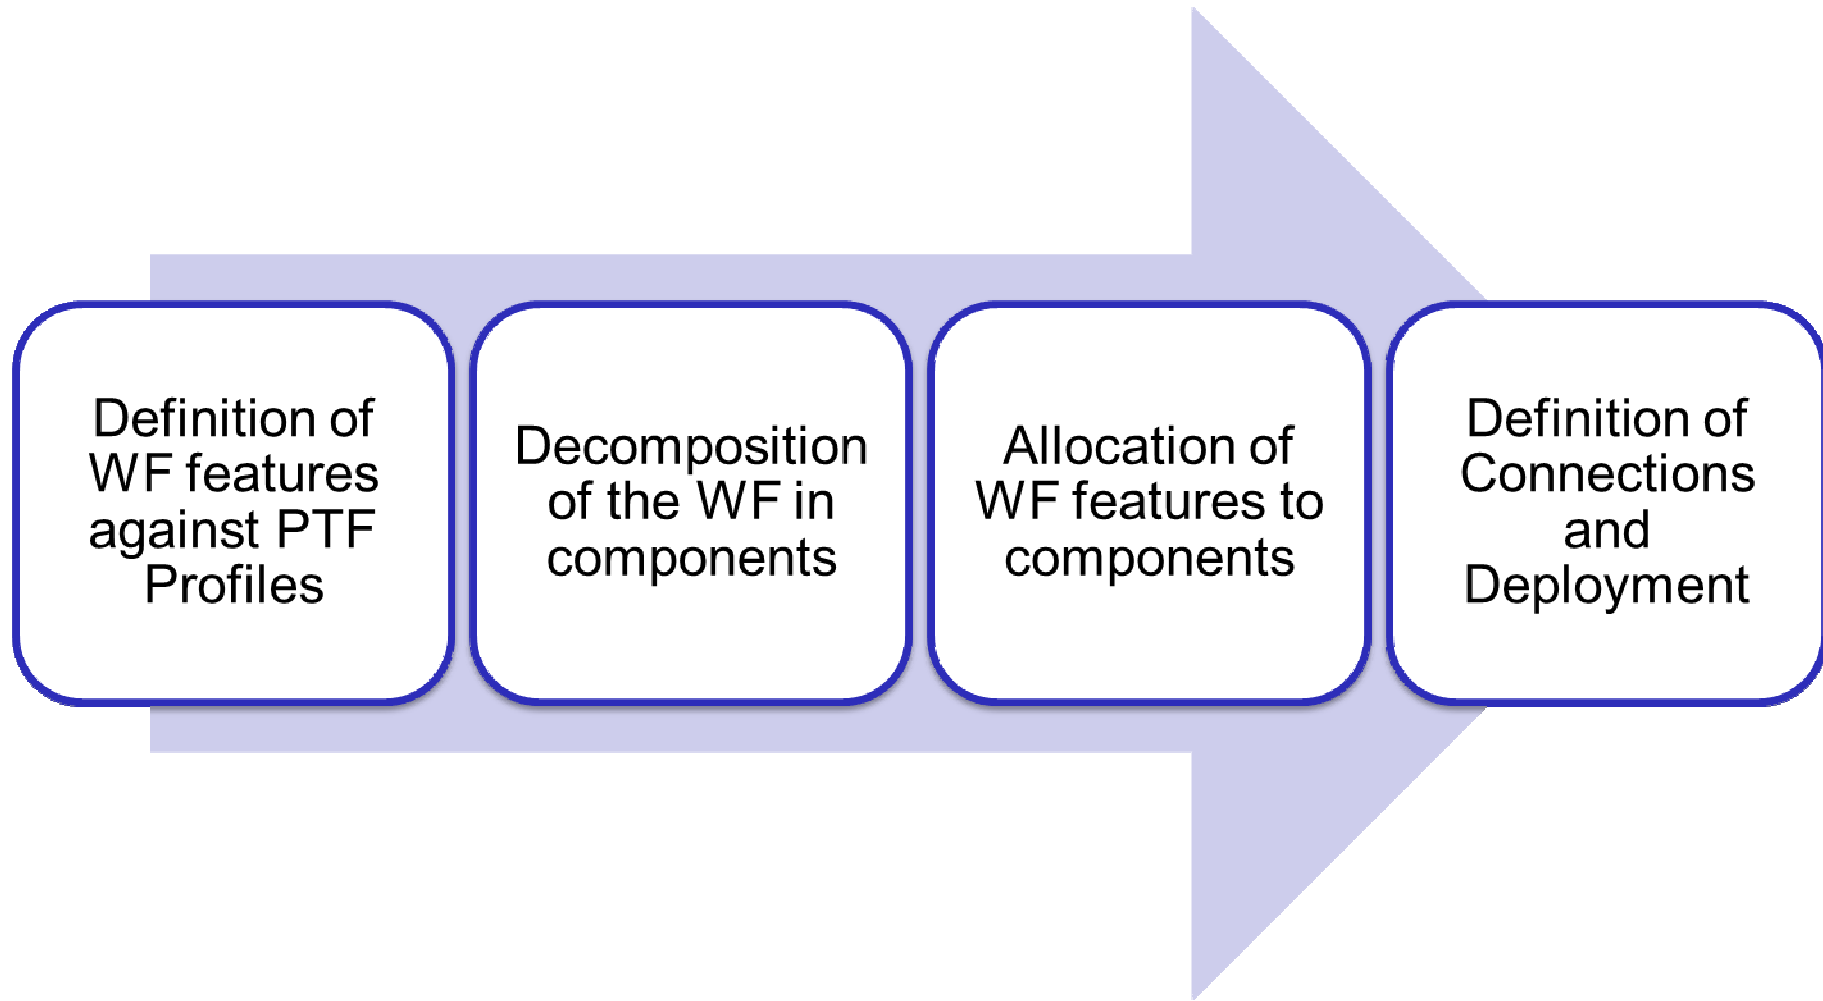 Definition of
WF features
against PTF
Profiles
Decomposition
of the WF in
components
Allocation of
WF features to
components
Definition of
Connections
and
Deployment